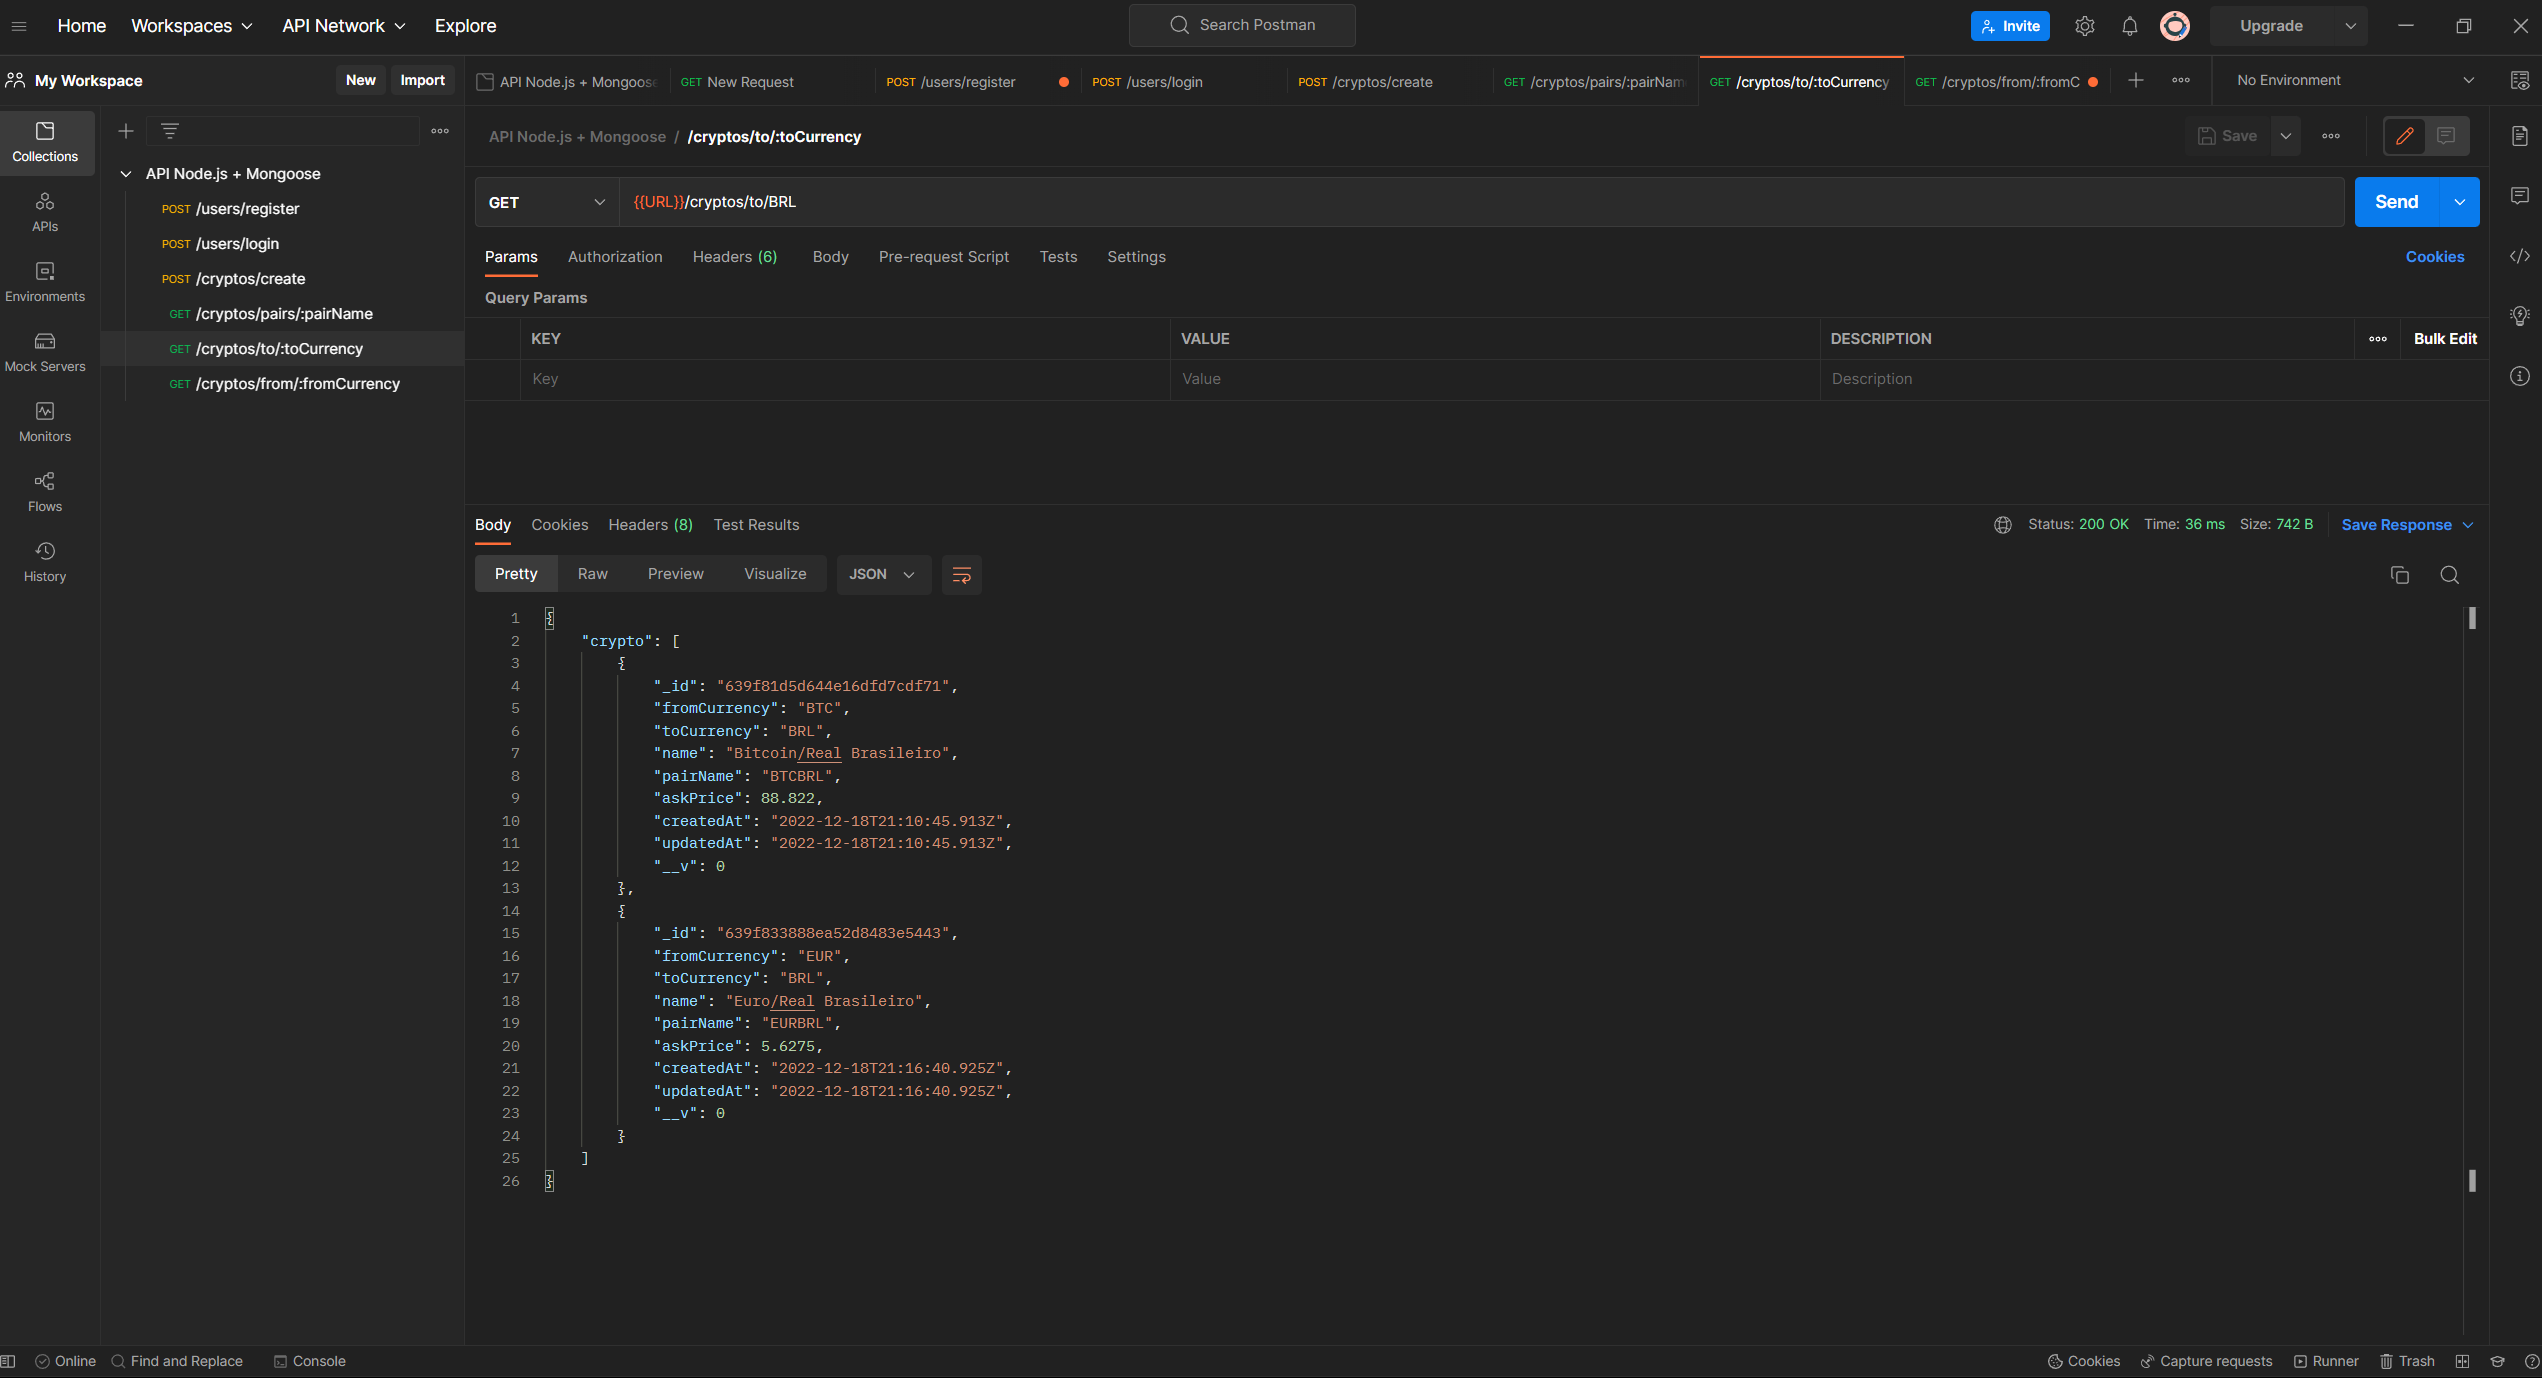 Home Workspaces API Network Explore Search Postman Invite Upgrade
My Workspace New Import API Node.js + Mongoose GET New Request POST /users/register POST /users/login POST /cryptos/create GET /cryptos/pairs/:pairNam GET /cryptos/to/:toCurrency GET /cryptos/from/:fromC No Environment
Collections
APIs
Environments
Mock Servers
Monitors
Flows
History
API Node.js + Mongoose
POST /users/register
POST /users/login
POST /cryptos/create
GET /cryptos/pairs/:pairName
GET /cryptos/to/:toCurrency
GET /cryptos/from/:fromCurrency
API Node.js + Mongoose / /cryptos/to/:toCurrency Save
GET {{URL}}/cryptos/to/BRL Send
Params Authorization Headers (6) Body Pre-request Script Tests Settings Cookies
Query Params
KEY VALUE DESCRIPTION Bulk Edit
Key Value Description
Body Cookies Headers (8) Test Results Status: 200 OK Time: 36 ms Size: 742 B Save Response
Pretty Raw Preview Visualize JSON
1 {
2 "crypto": [
3 {
4 "_id": "639f81d5d644e16dfd7cdf71",
5 "fromCurrency": "BTC",
6 "toCurrency": "BRL",
7 "name": "Bitcoin/Real Brasileiro",
8 "pairName": "BTCBRL",
9 "askPrice": 88.822,
10 "createdAt": "2022-12-18T21:10:45.913Z",
11 "updatedAt": "2022-12-18T21:10:45.913Z",
12 "__v": 0
13 },
14 {
15 "_id": "639f833888ea52d8483e5443",
16 "fromCurrency": "EUR",
17 "toCurrency": "BRL",
18 "name": "Euro/Real Brasileiro",
19 "pairName": "EURBRL",
20 "askPrice": 5.6275,
21 "createdAt": "2022-12-18T21:16:40.925Z",
22 "updatedAt": "2022-12-18T21:16:40.925Z",
23 "__v": 0
24 }
25 ]
26 }
Online Find and Replace Console Cookies Capture requests Runner Trash